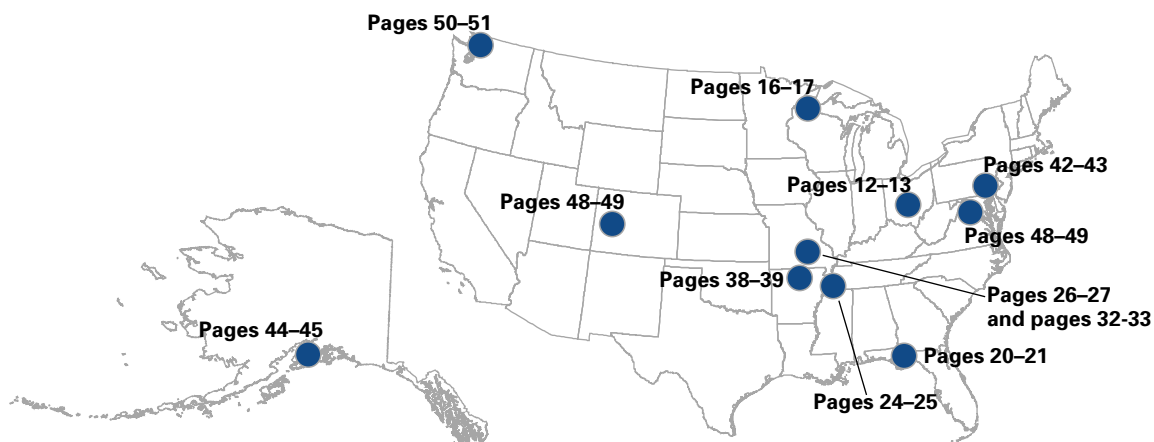 Pages 50–51
Pages 16–17
Pages 42–43
Pages 12–13
Pages 48–49
Pages 48–49
Pages 38–39
Pages 26–27
and pages 32-33
Pages 44–45
Pages 20–21
Pages 24–25